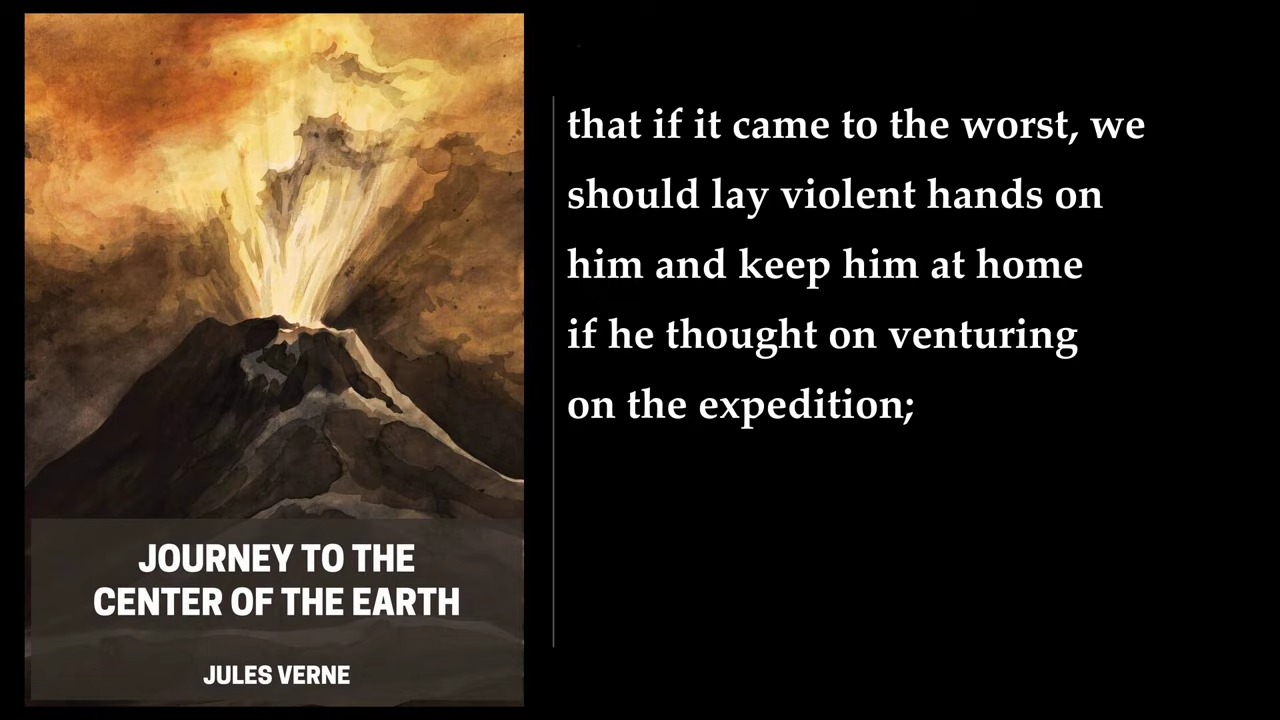 that if it came to the worst, we
should lay violent hands on
him and keep him at home
if he thought on venturing
on the expedition;
JOURNEY TO THE
CENTER OF THE EARTH
JULES VERNE